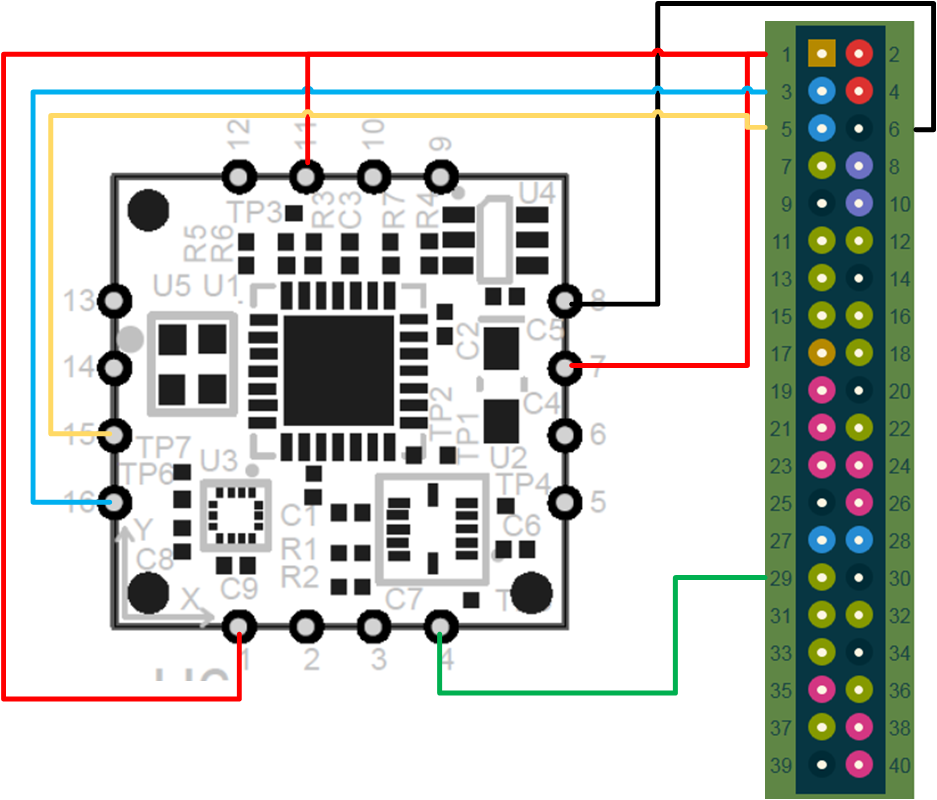 1 2
3 4
5 6
7 8
9 10
11 12
13 14
15 16
17 18
19 20
21 22
23 24
25 26
27 28
29 30
31 32
33 34
35 36
37 38
39 40
12 11 10 9
TP3 R3 C3 R7 R4 U4
R5 R6
U5 U1
13 8
C2 C5
14 7
C4
TP2
15 TP1 6
TP7 U3 U2
TP6 TP4
16 5
C1 C6
Y
R1
C8 R2
C9 C7
X
1 2 3 4